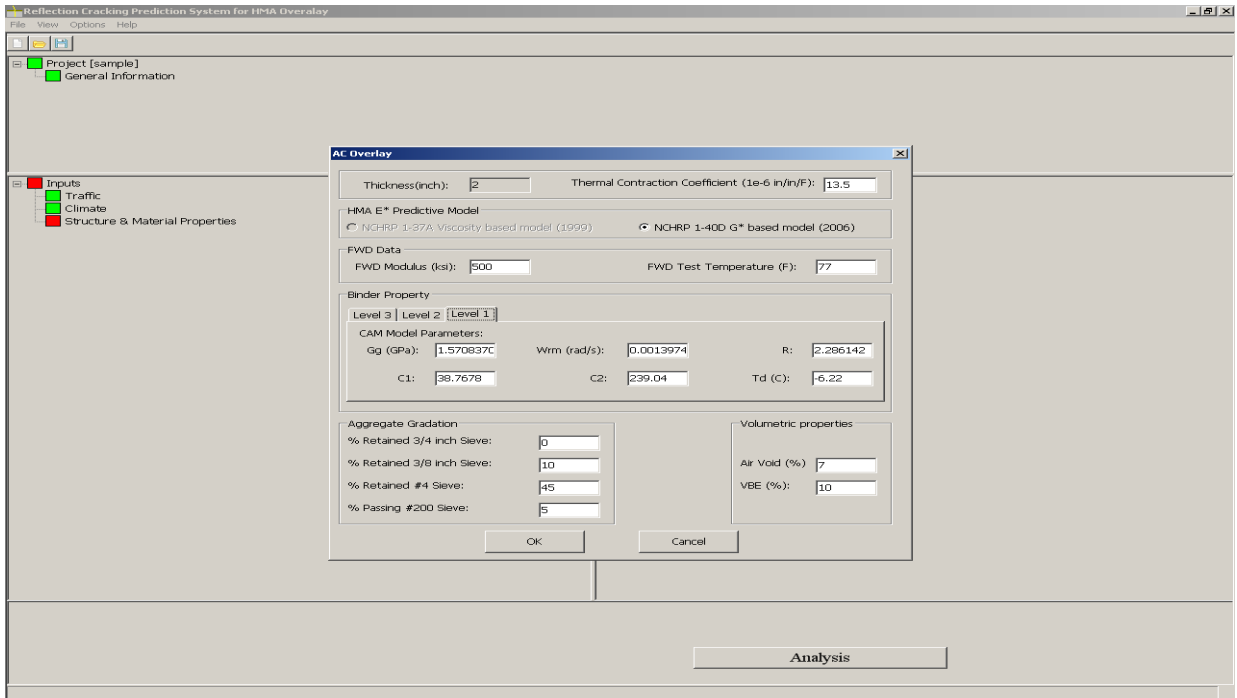 Reflection Cracking Prediction System for HMA Overalay
File View Options Help
Project [sample]
General Information
Inputs
Traffic
Climate
Structure & Material Properties
AC Overlay
Thickness(inch): 2 Thermal Contraction Coefficient (1e-6 in/in/F): 13.5
HMA E* Predictive Model
NCHRP 1-37A Viscosity based model (1999) NCHRP 1-40D G* based model (2006)
FWD Data
FWD Modulus (ksi): 500 FWD Test Temperature (F): 77
Binder Property
Level 3 Level 2 Level 1
CAM Model Parameters:
Gg (GPa): 1.570837 Wrm (rad/s): 0.0013974 R: 2.286142
C1: 38.7678 C2: 239.04 Td (C): -6.22
Aggregate Gradation Volumetric properties
% Retained 3/4 inch Sieve: 0
% Retained 3/8 inch Sieve: 10 Air Void (%) 7
% Retained #4 Sieve: 45 VBE (%): 10
% Passing #200 Sieve: 5
OK Cancel
Analysis